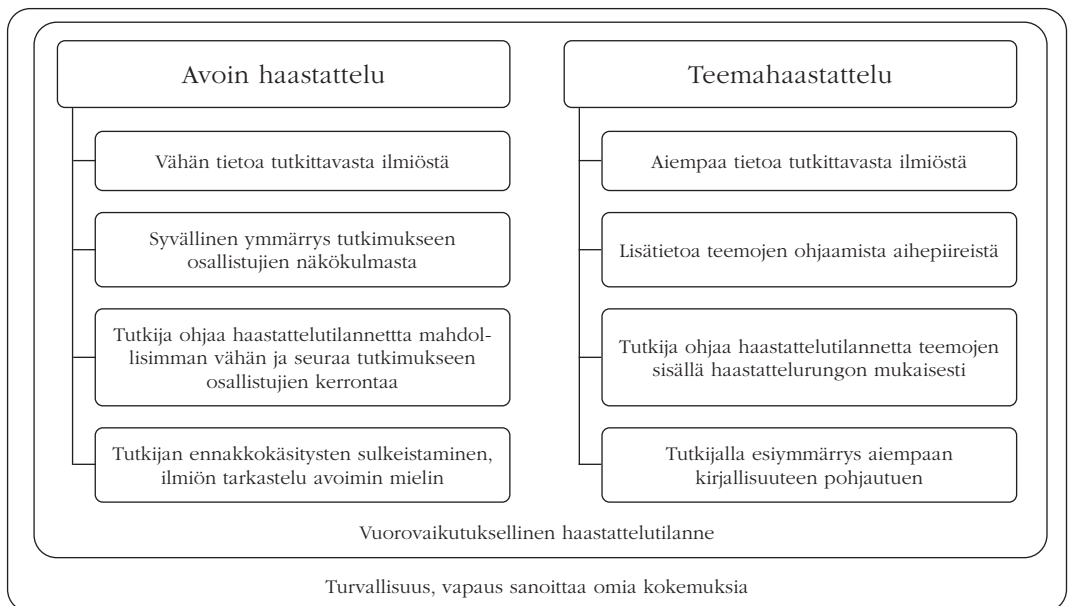 Avoin haastattelu
Vähän tietoa tutkittavasta ilmiöstä
Syvällinen ymmärrys tutkimukseen
osallistujien näkökulmasta
Tutkija ohjaa haastattelutilannettta mahdol-
lisimman vähän ja seuraa tutkimukseen
osallistujien kerrontaa
Tutkijan ennakkokäsitysten sulkeistaminen,
ilmiön tarkastelu avoimin mielin
Teemahaastattelu
Aiempaa tietoa tutkittavasta ilmiöstä
Lisätietoa teemojen ohjaamista aihepiireistä
Tutkija ohjaa haastattelutilannetta teemojen
sisällä haastattelurungon mukaisesti
Tutkijalla esiymmärrys aiempaan
kirjallisuuteen pohjautuen
Vuorovaikutuksellinen haastattelutilanne
Turvallisuus, vapaus sanoittaa omia kokemuksia